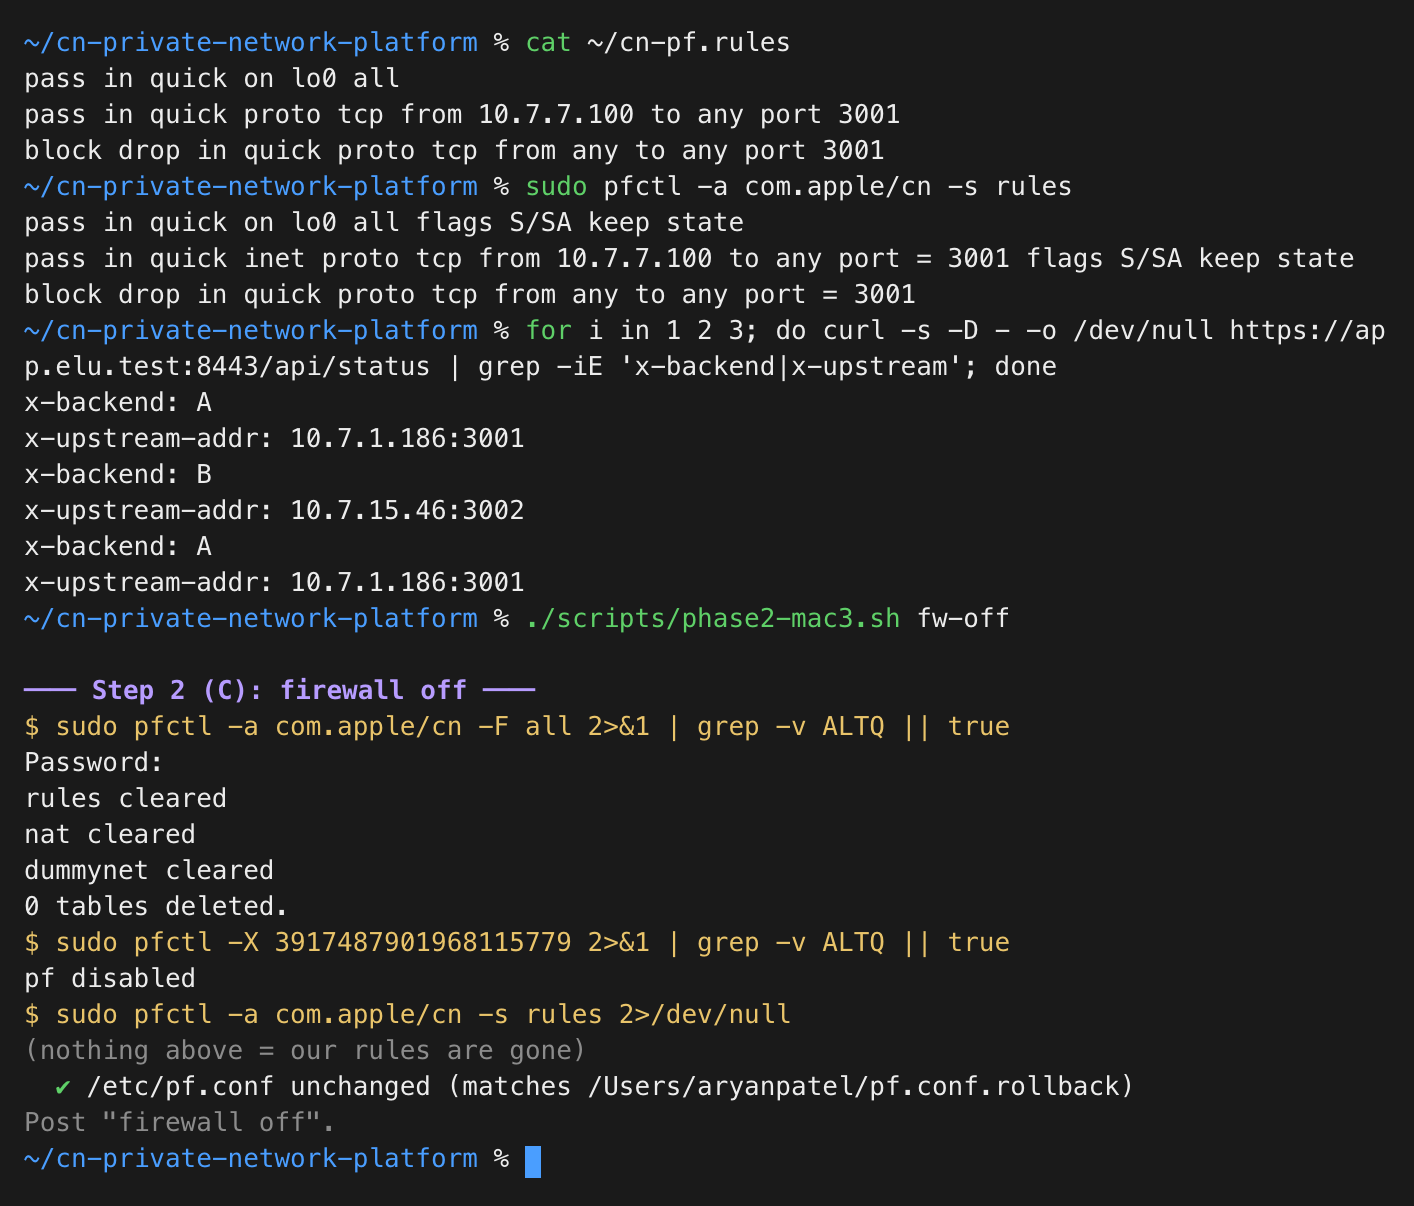 ~/cn-private-network-platform % cat ~/cn-pf.rules
pass in quick on lo0 all
pass in quick proto tcp from 10.7.7.100 to any port 3001
block drop in quick proto tcp from any to any port 3001
~/cn-private-network-platform % sudo pfctl -a com.apple/cn -s rules
pass in quick on lo0 all flags S/SA keep state
pass in quick inet proto tcp from 10.7.7.100 to any port = 3001 flags S/SA keep state
block drop in quick proto tcp from any to any port = 3001
~/cn-private-network-platform % for i in 1 2 3; do curl -s -D - -o /dev/null https://ap
p.elu.test:8443/api/status | grep -iE 'x-backend|x-upstream'; done
x-backend: A
x-upstream-addr: 10.7.1.186:3001
x-backend: B
x-upstream-addr: 10.7.15.46:3002
x-backend: A
x-upstream-addr: 10.7.1.186:3001
~/cn-private-network-platform % ./scripts/phase2-mac3.sh fw-off
─── Step 2 (C): firewall off ───
$ sudo pfctl -a com.apple/cn -F all 2>&1 | grep -v ALTQ || true
Password:
rules cleared
nat cleared
dummynet cleared
0 tables deleted.
$ sudo pfctl -X 3917487901968115779 2>&1 | grep -v ALTQ || true
pf disabled
$ sudo pfctl -a com.apple/cn -s rules 2>/dev/null
(nothing above = our rules are gone)
✔ /etc/pf.conf unchanged (matches /Users/aryanpatel/pf.conf.rollback)
Post "firewall off".
~/cn-private-network-platform %